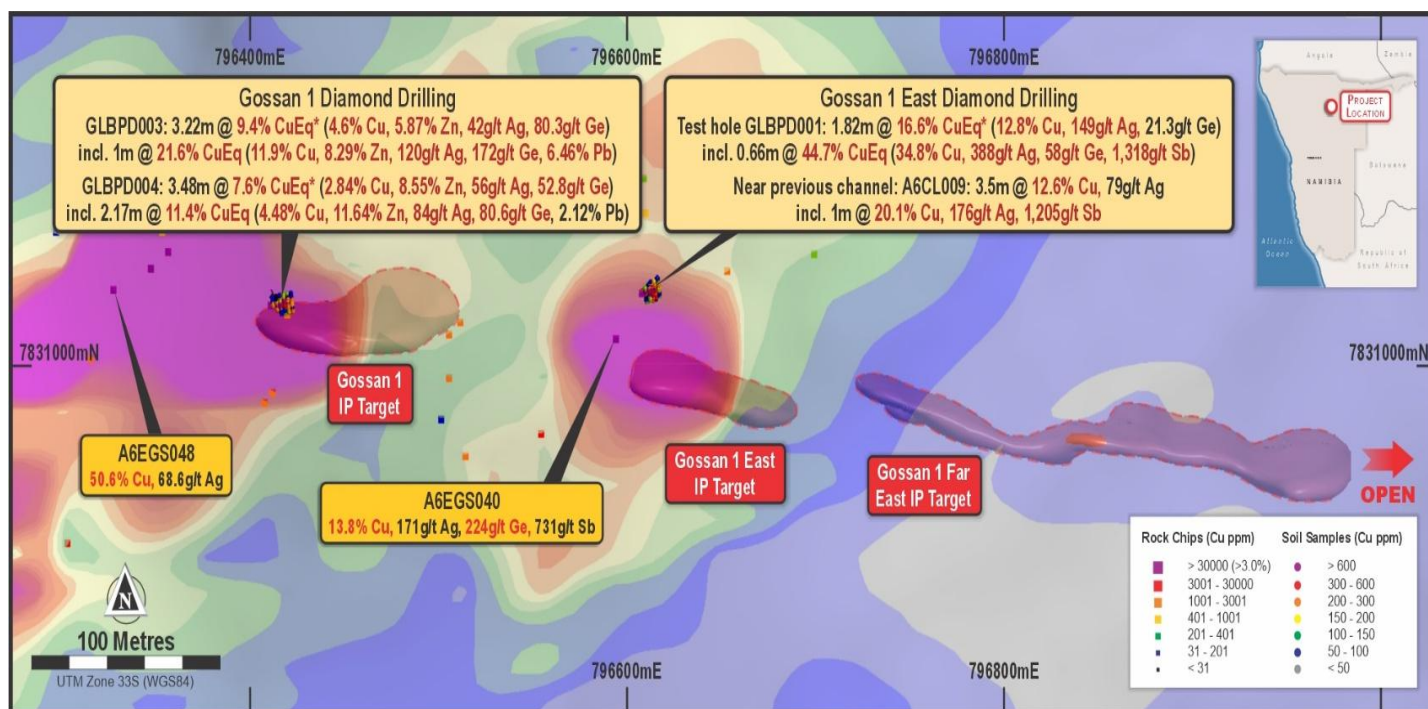 796400mE
796600mE
796800mE
Gossan 1 Diamond Drilling
GLBPD003: 3.22m @ 9.4% CuEq* (4.6% Cu, 5.87% Zn, 42g/t Ag, 80.3g/t Ge)
incl. 1m @ 21.6% CuEq (11.9% Cu, 8.29% Zn, 120g/t Ag, 172g/t Ge, 6.46% Pb)
GLBPD004: 3.48m @ 7.6% CuEq* (2.84% Cu, 8.55% Zn, 56g/t Ag, 52.8g/t Ge)
incl. 2.17m @ 11.4% CuEq (4.48% Cu, 11.64% Zn, 84g/t Ag, 80.6g/t Ge, 2.12% Pb)
Gossan 1 East Diamond Drilling
Test hole GLBPD001: 1.82m @ 16.6% CuEq* (12.8% Cu, 149g/t Ag, 21.3g/t Ge)
incl. 0.66m @ 44.7% CuEq (34.8% Cu, 388g/t Ag, 58g/t Ge, 1,318g/t Sb)
Near previous channel: A6CL009: 3.5m @ 12.6% Cu, 79g/t Ag
incl. 1m @ 20.1% Cu, 176g/t Ag, 1,205g/t Sb
Angola
Zambia
PROJECT
LOCATION
NAMIBIA
Botswana
Atlantic
Ocean
Republic of
South Africa
7831000mN
7831000mN
Gossan 1
IP Target
A6EGS048
50.6% Cu, 68.6g/t Ag
A6EGS040
13.8% Cu, 171g/t Ag, 224g/t Ge, 731g/t Sb
Gossan 1 East
IP Target
Gossan 1 Far
East IP Target
OPEN
N
100 Metres
UTM Zone 33S (WGS84)
796600mE
796800mE
Rock Chips (Cu ppm)
> 30000 (>3.0%)
3001 - 30000
1001 - 3001
401 - 1001
201 - 401
31 - 201
< 31
Soil Samples (Cu ppm)
> 600
300 - 600
200 - 300
150 - 200
100 - 150
50 - 100
< 50